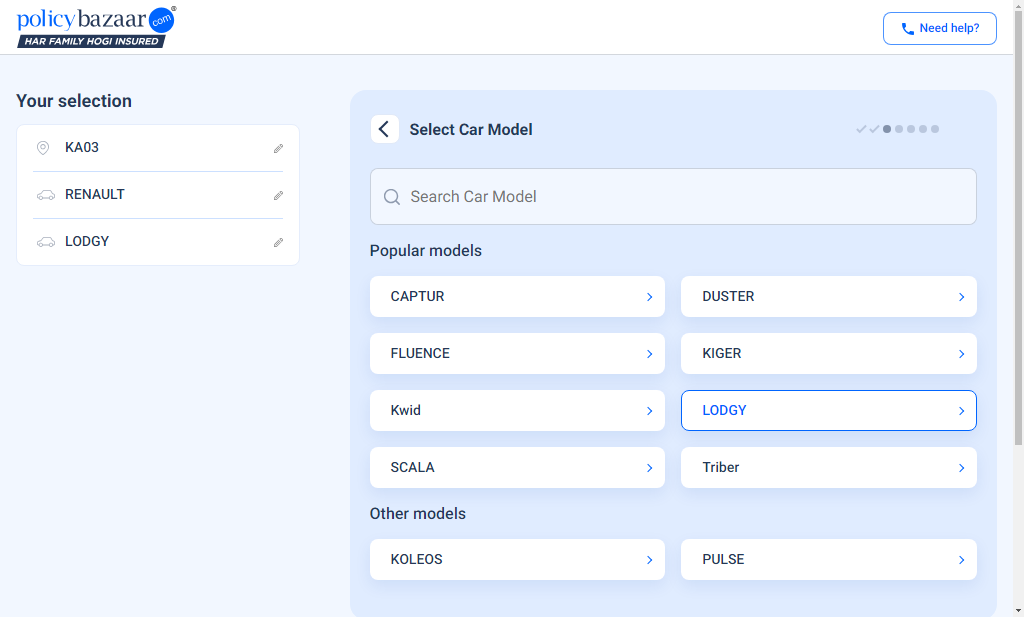 policybazaar.com®
HAR FAMILY HOGI INSURED
Need help?
Your selection
KA03
RENAULT
LODGY
Select Car Model
Search Car Model
Popular models
CAPTUR
DUSTER
FLUENCE
KIGER
Kwid
LODGY
SCALA
Triber
Other models
KOLEOS
PULSE